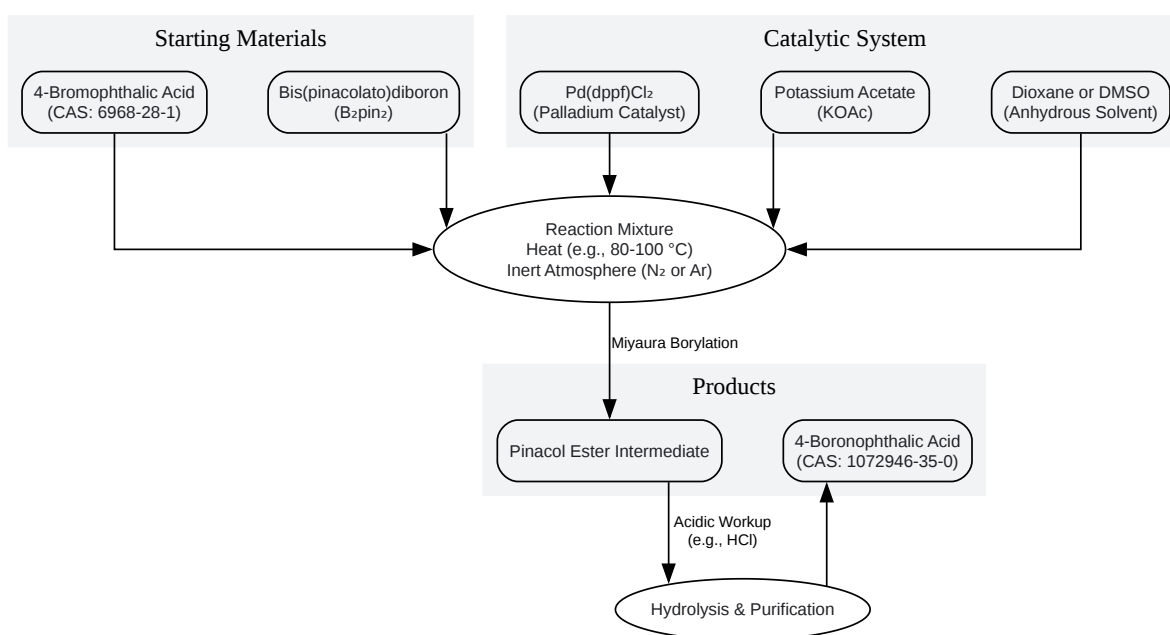 Starting Materials
Catalytic System
4-Bromophthalic Acid
(CAS: 6968-28-1)
Bis(pinacolato)diboron
(B₂pin₂)
Pd(dppf)Cl₂
(Palladium Catalyst)
Potassium Acetate
(KOAc)
Dioxane or DMSO
(Anhydrous Solvent)
Reaction Mixture
Heat (e.g., 80-100 °C)
Inert Atmosphere (N₂ or Ar)
Miyaura Borylation
Products
Pinacol Ester Intermediate
4-Boronophthalic Acid
(CAS: 1072946-35-0)
Acidic Workup
(e.g., HCl)
Hydrolysis & Purification